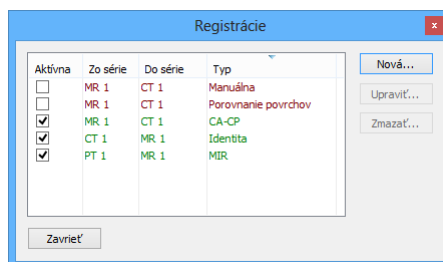 Registrácie
x
Aktívna Zo série Do série Typ
MR 1 CT 1 Manuálna
MR 1 CT 1 Porovnanie povrchov
MR 1 CT 1 CA-CP
CT 1 MR 1 Identita
PT 1 MR 1 MIR
Nová...
Upraviť...
Zmazať...
Zavrieť